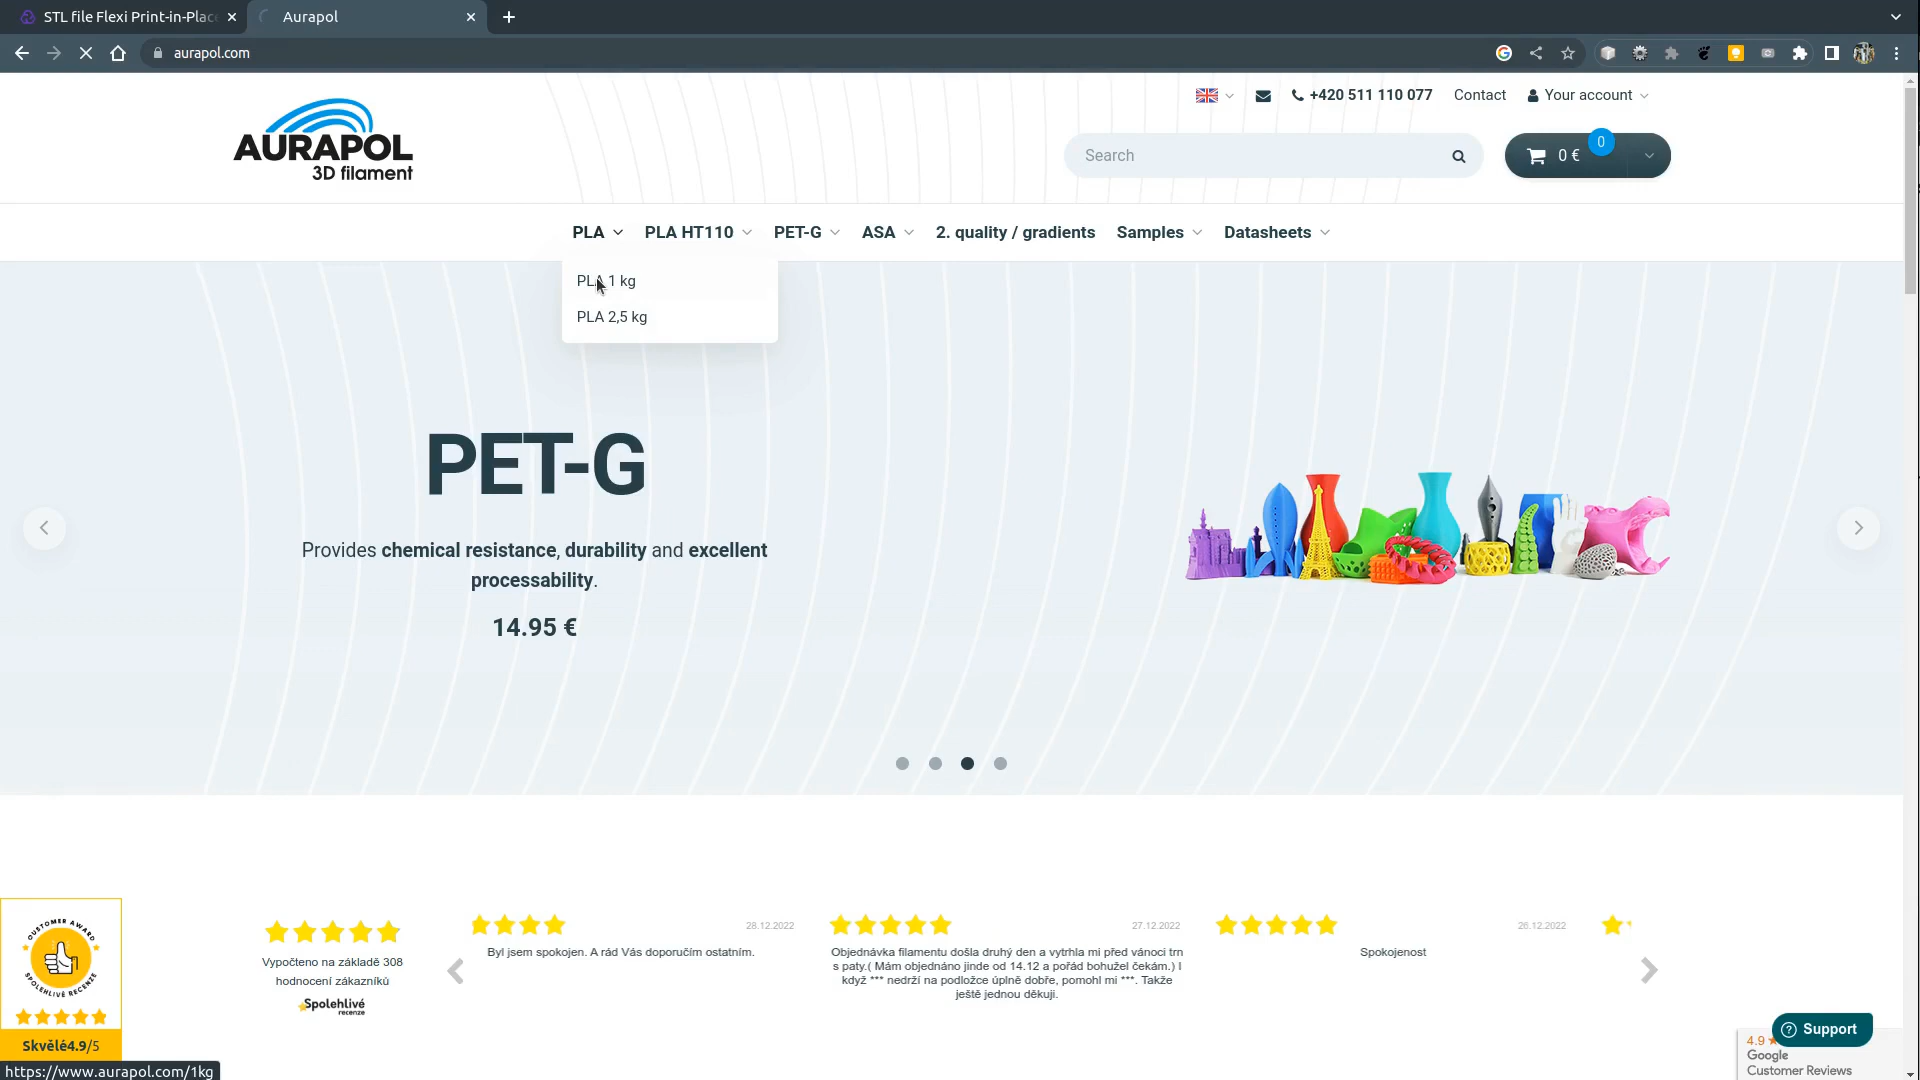 STL file Flexi Print-in-Plac
Aurapol
aurapol.com
+420 511 110 077
Contact
Your account
AURAPOL
3D filament
Search
0 €
0
PLA
PLA HT110
PET-G
ASA
2. quality / gradients
Samples
Datasheets
PLA 1 kg
PLA 2,5 kg
PET-G
Provides chemical resistance, durability and excellent
processability.
14.95 €
CUSTOMER AWARD
SPOLEHLIVÉ RECENZE
Skvělé4.9/5
Vypočteno na základě 308
hodnocení zákazníků
Spolehlivé
recenze
28.12.2022
Byl jsem spokojen. A rád Vás doporučím ostatním.
27.12.2022
Objednávka filamentu došla druhý den a vytrhla mi před vánoci trn
s paty.( Mám objednáno jinde od 14.12 a pořád bohužel čekám.) I
když *** nedrží na podložce úplně dobře, pomohl mi ***. Takže
ještě jednou děkuji.
26.12.2022
Spokojenost
Support
4.9
Google
Customer Reviews
https://www.aurapol.com/1kg